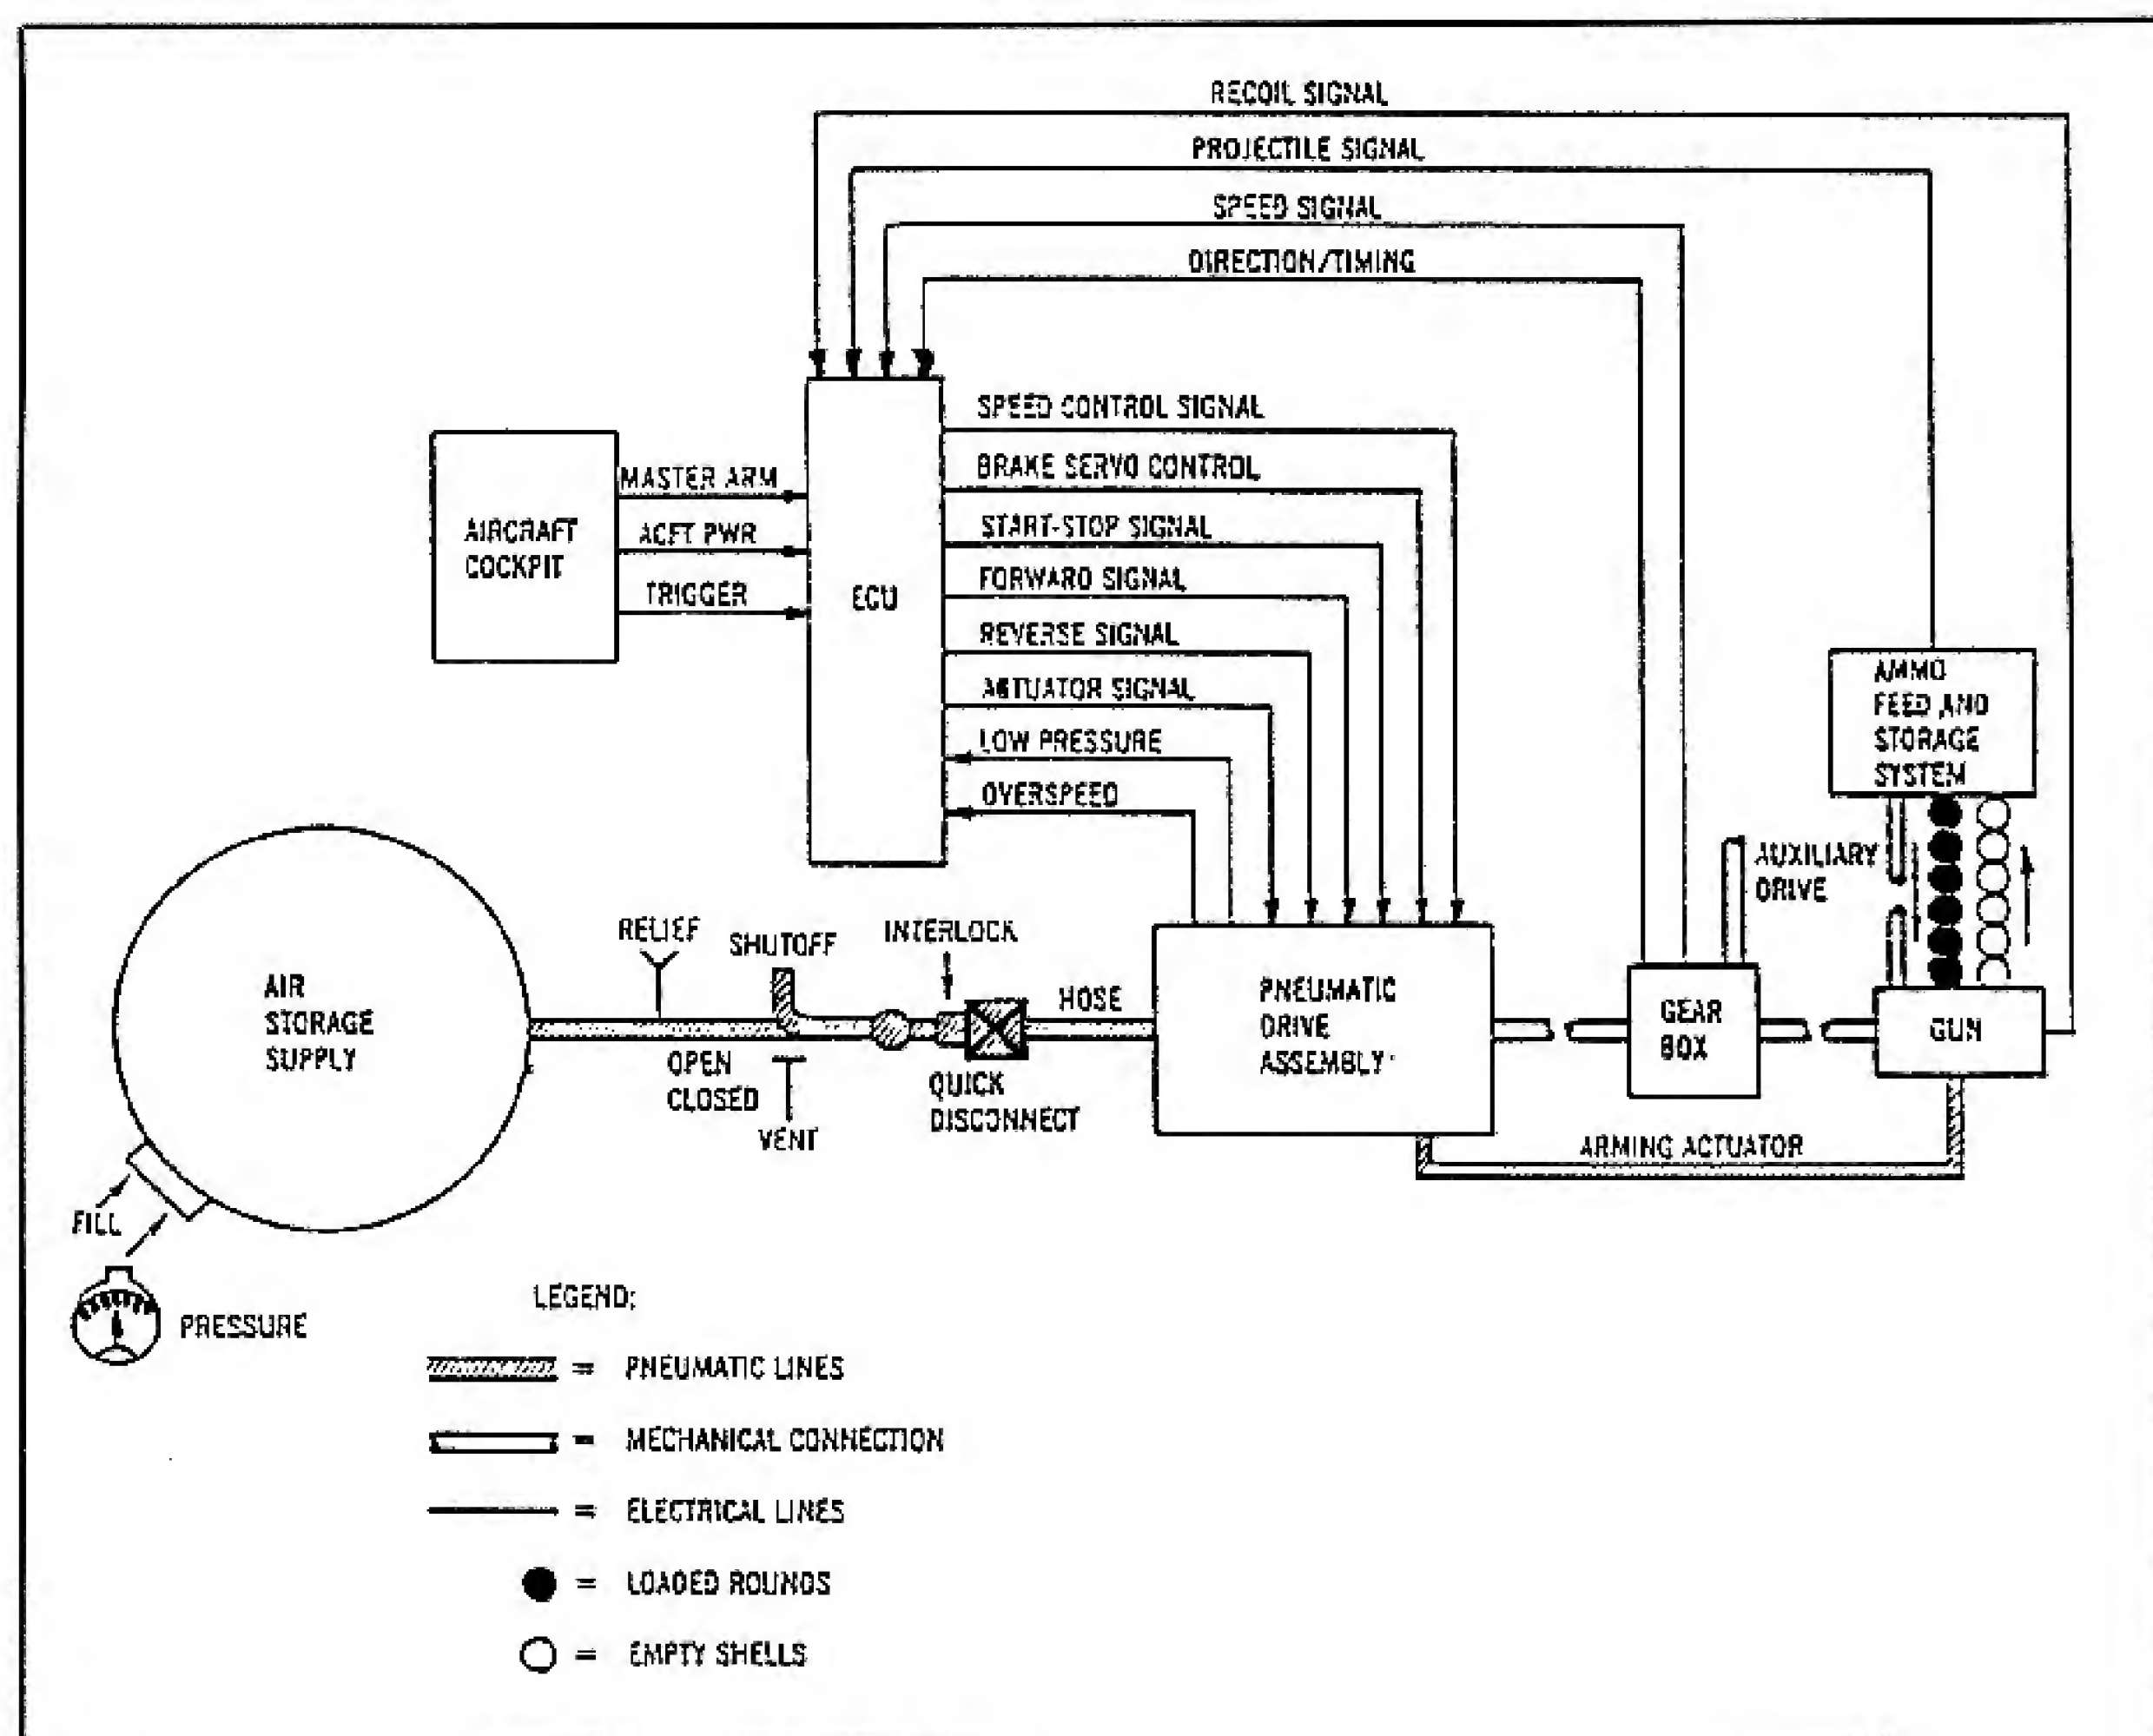 RECOIL SIGNAL
PROJECTILE SIGNAL
SPEED SIGNAL
DIRECTION/TIMING
SPEED CONTROL SIGNAL
BRAKE SERVO CONTROL
START-STOP SIGNAL
FORWARD SIGNAL
REVERSE SIGNAL
ACTUATOR SIGNAL
LOW PRESSURE
OVERSPEED
MASTER ARM
ACFT PWR
TRIGGER
AIRCRAFT
COCKPIT
ECU
AMMO
FEED AND
STORAGE
SYSTEM
AUXILIARY
DRIVE
RELIEF
SHUTOFF
INTERLOCK
HOSE
AIR
STORAGE
SUPPLY
OPEN
CLOSED
VENT
QUICK
DISCONNECT
PNEUMATIC
DRIVE
ASSEMBLY
GEAR
BOX
GUN
ARMING ACTUATOR
FILL
PRESSURE
LEGEND:
= PNEUMATIC LINES
= MECHANICAL CONNECTION
= ELECTRICAL LINES
= LOADED ROUNDS
= EMPTY SHELLS